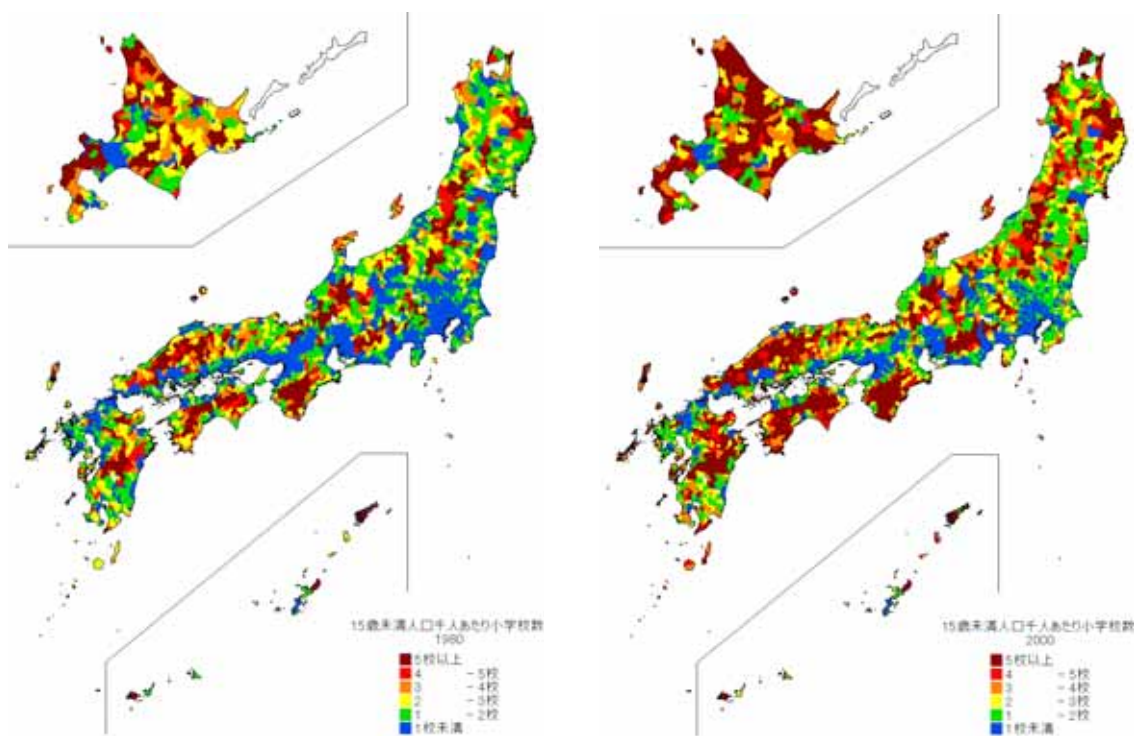 15歳未満人口千人あたり小学校数
1980
5校以上
4 －5校
3 －4校
2 －3校
1 －2校
1校未満
15歳未満人口千人あたり小学校数
2000
5校以上
4 －5校
3 －4校
2 －3校
1 －2校
1校未満